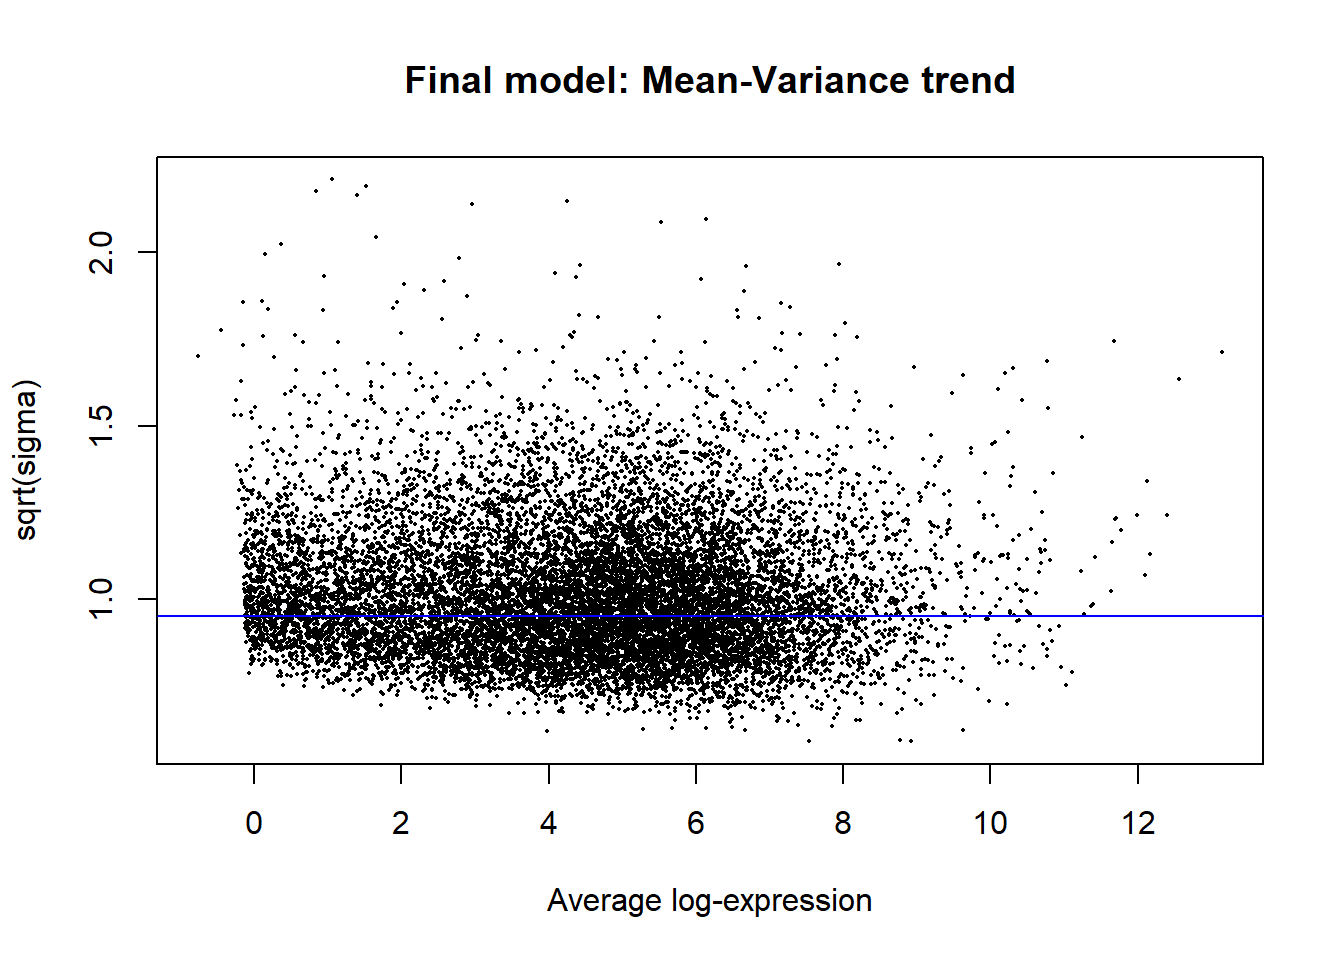 Final model: Mean-Variance trend
sqrt(sigma)
2.0
1.5
1.0
0 2 4 6 8 10 12
Average log-expression